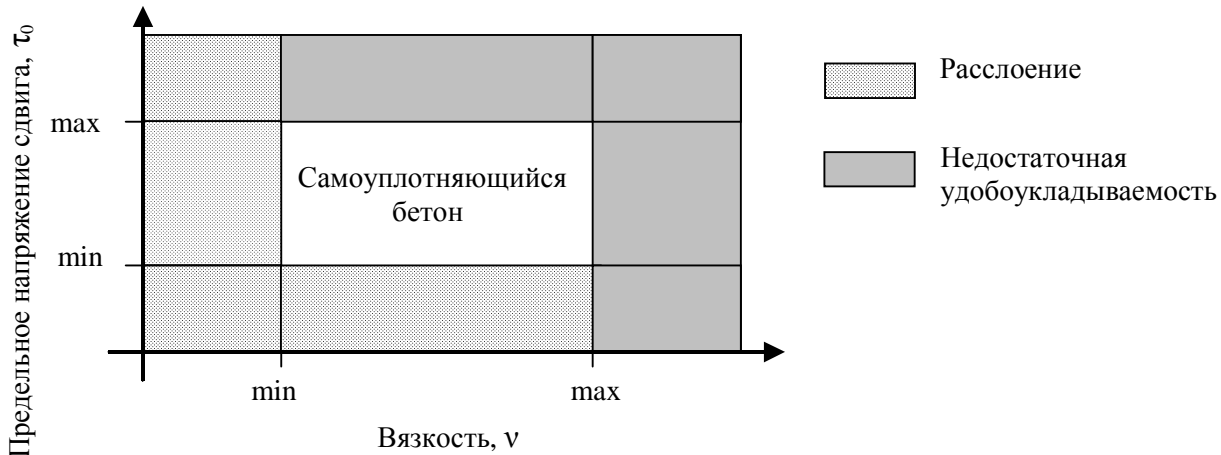 Предельное напряжение сдвига, τ₀
max
min
Самоуплотняющийся
бетон
min
max
Вязкость, ν
Расслоение
Недостаточная
удобоукладываемость